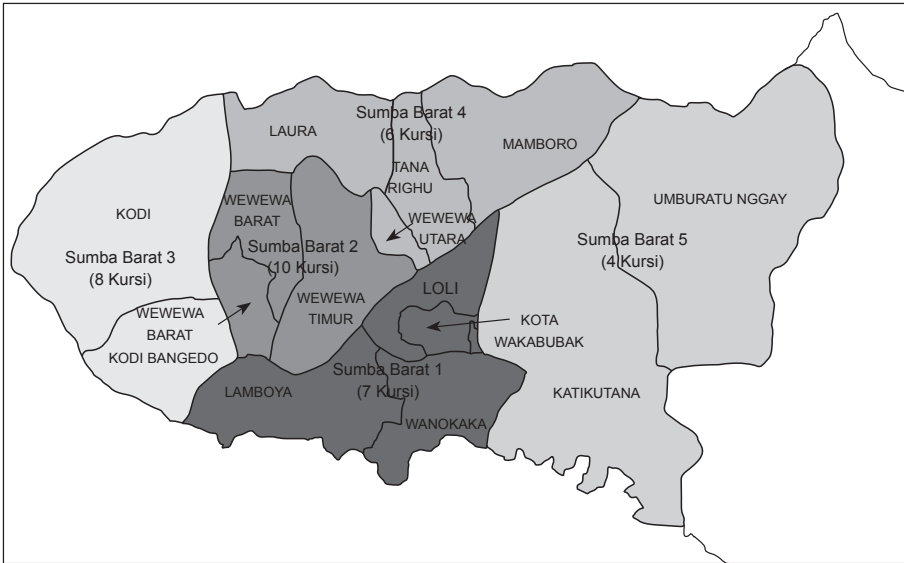 Sumba Barat 4
(6 Kursi)
LAURA
MAMBORO
TANA
RIGHU
WEWEWA
BARAT
UMBURATU NGGAY
KODI
WEWEWA
UTARA
Sumba Barat 2
(10 Kursi)
Sumba Barat 5
(4 Kursi)
Sumba Barat 3
(8 Kursi)
LOLI
WEWEWA
TIMUR
WEWEWA
BARAT
KODI BANGEDO
KOTA
WAKABUBAK
Sumba Barat 1
(7 Kursi)
LAMBOYA
KATIKUTANA
WANOKAKA